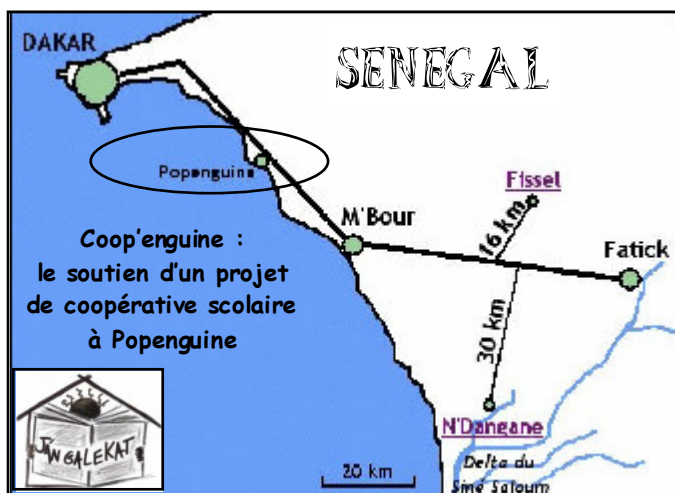 DAKAR
SENEGAL
Popenguine
Fissel
16 km
M'Bour
Fatick
Coop'enguine :
le soutien d'un projet
de coopérative scolaire
à Popenguine
30 km
JANGALEKAT
N'Dangane
Delta du
Sine Saloum
20 km